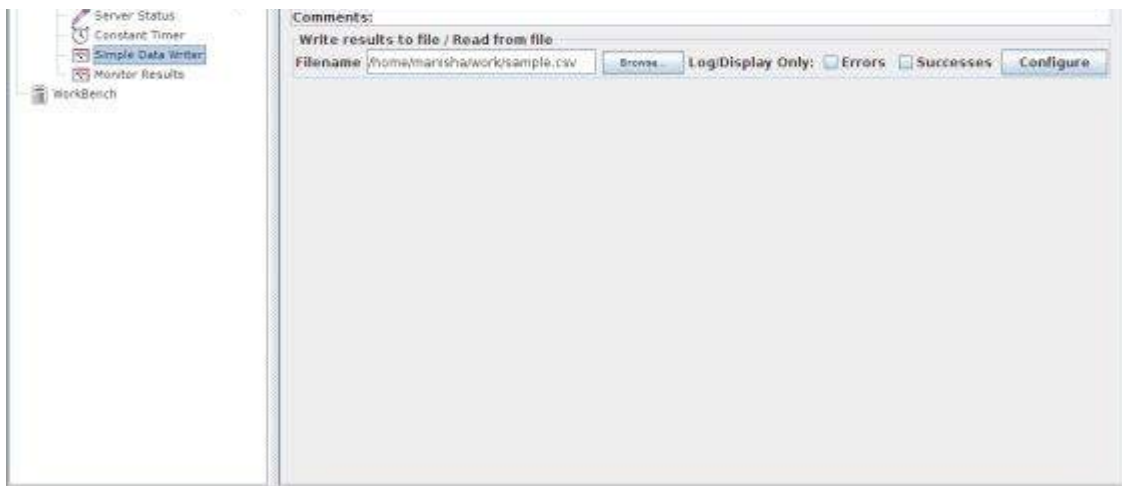 Server Status
Constant Timer
Simple Data Writer
Monitor Results
WorkBench
Comments:
Write results to file / Read from file
Filename /home/manisha/work/sample.csv Browse... Log/Display Only: Errors Successes Configure